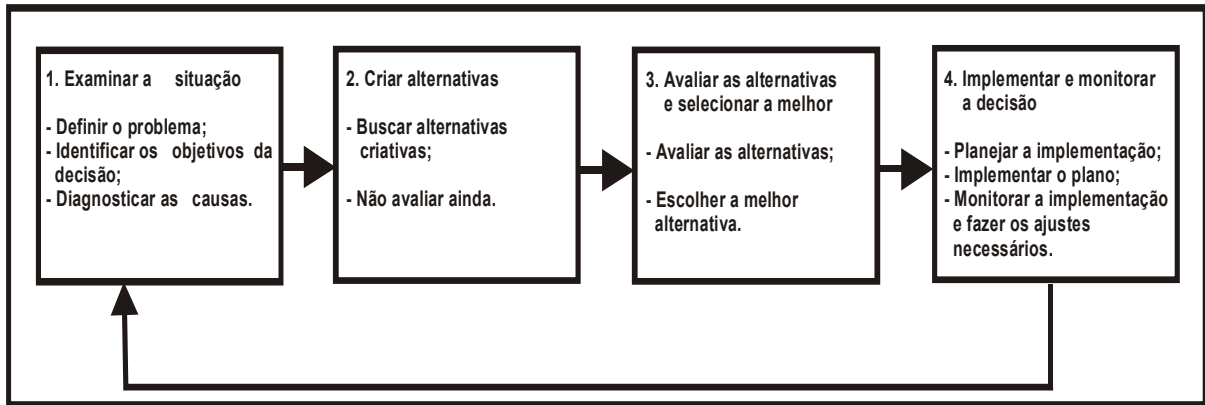 1. Examinar a situação
- Definir o problema;
- Identificar os objetivos da
decisão;
- Diagnosticar as causas.
2. Criar alternativas
- Buscar alternativas
criativas;
- Não avaliar ainda.
3. Avaliar as alternativas
e selecionar a melhor
- Avaliar as alternativas;
- Escolher a melhor
alternativa.
4. Implementar e monitorar
a decisão
- Planejar a implementação;
- Implementar o plano;
- Monitorar a implementação
e fazer os ajustes
necessários.